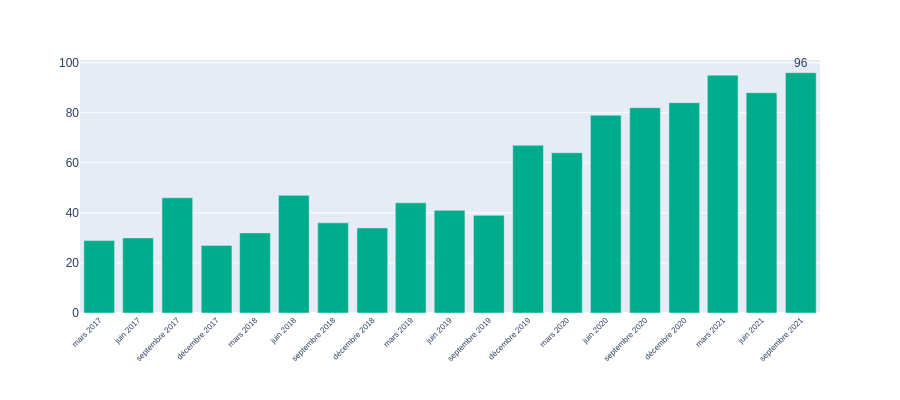 100
96
80
60
40
20
0
mars 2017
juin 2017
septembre 2017
décembre 2017
mars 2018
juin 2018
septembre 2018
décembre 2018
mars 2019
juin 2019
septembre 2019
décembre 2019
mars 2020
juin 2020
septembre 2020
décembre 2020
mars 2021
juin 2021
septembre 2021